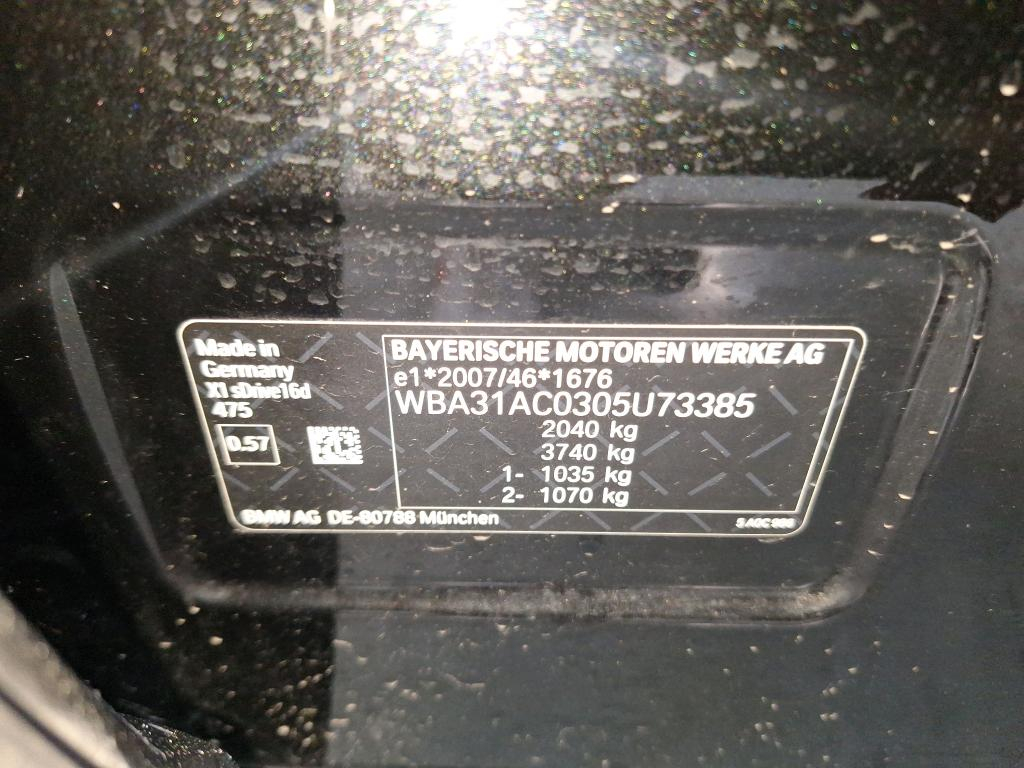 Made in
Germany
X1 sDrive16d
475
0.57
BAYERISCHE MOTOREN WERKE AG
e1*2007/46*1676
WBA31AC0305U73385
2040 kg
3740 kg
1- 1035 kg
2- 1070 kg
BMW AG DE-80788 München